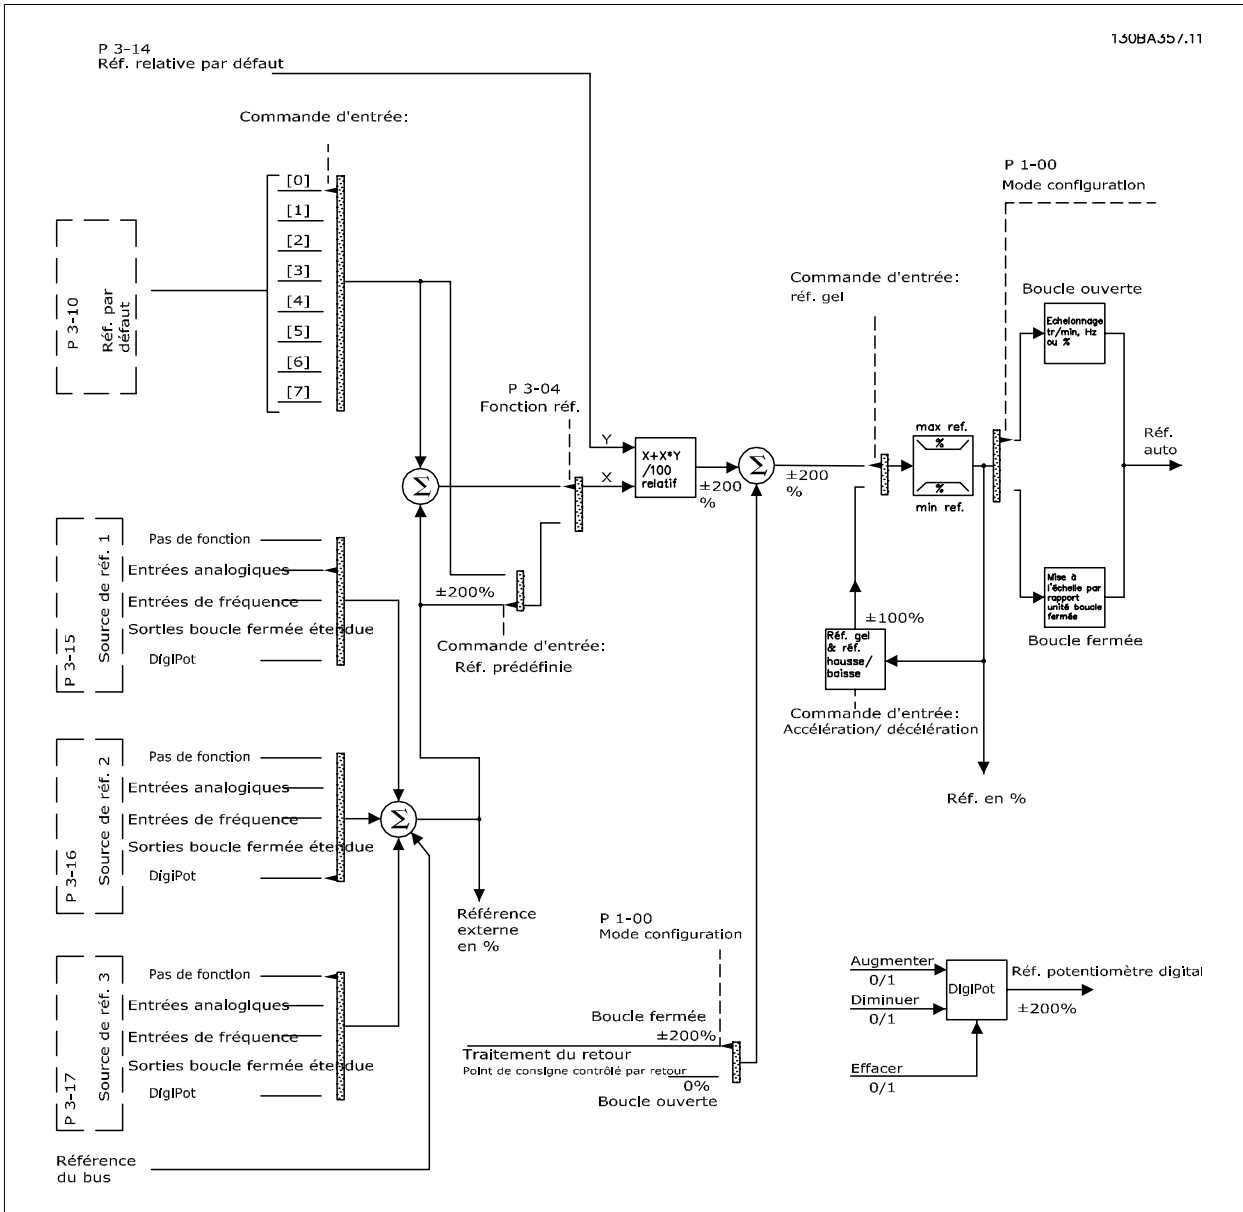 130BA357.11
P 3-14
Réf. relative par défaut
Commande d'entrée:
[0]
[1]
[2]
[3]
[4]
[5]
[6]
[7]
P 3-10
Réf. par
défaut
P 1-00
Mode configuration
Commande d'entrée:
réf. gel
Boucle ouverte
Echelonnage
tr/min, Hz
ou %
P 3-04
Fonction réf.
Y
X
X+X*Y
/100
relatif
±200
%
Σ
±200
%
max ref.
%
%
min ref.
Réf.
auto
Σ
P 3-15
Source de réf. 1
Pas de fonction
Entrées analogiques
Entrées de fréquence
Sorties boucle fermée étendue
DigiPot
±200%
Commande d'entrée:
Réf. prédéfinie
Mise à
l'échelle par
rapport
unité boucle
fermée
Boucle fermée
±100%
Réf. gel
& réf.
hausse/
baisse
Commande d'entrée:
Accélération/ décélération
Réf. en %
P 3-16
Source de réf. 2
Pas de fonction
Entrées analogiques
Entrées de fréquence
Sorties boucle fermée étendue
DigiPot
Σ
Référence
externe
en %
P 3-17
Source de réf. 3
Pas de fonction
Entrées analogiques
Entrées de fréquence
Sorties boucle fermée étendue
DigiPot
P 1-00
Mode configuration
Boucle fermée
±200%
Traitement du retour
Point de consigne contrôlé par retour
0%
Boucle ouverte
Augmenter
0/1
Diminuer
0/1
Effacer
0/1
DigiPot
Réf. potentiomètre digital
±200%
Référence
du bus